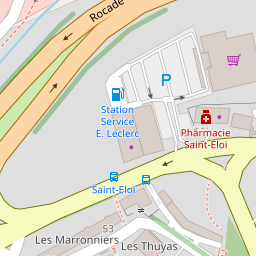 Rocade
P
Station
Service
E. Leclerc
Pharmacie
Saint-Eloi
Saint-Eloi
53
Les Marronniers
Les Thuyas